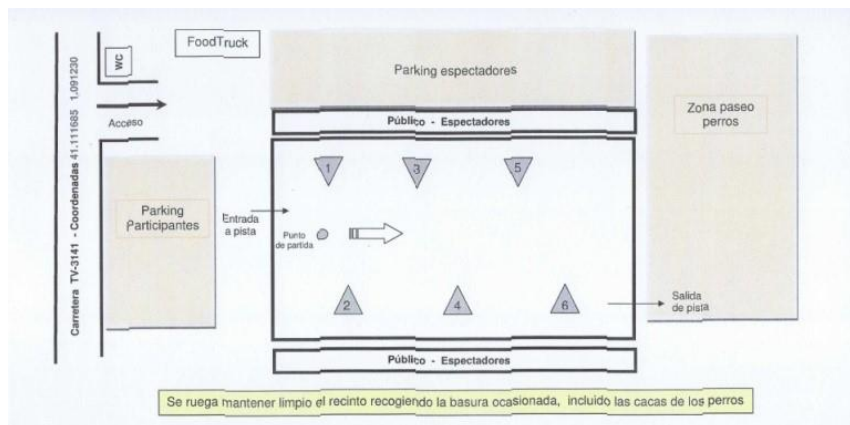 FoodTruck
WC
Parking espectadores
Zona paseo
perros
Carretera TV-3141 - Coordenadas 41.111685 1,091230
Acceso
Público - Espectadores
1
3
5
Parking
Participantes
Entrada
a pista
Punto
de partida
2
4
6
Salida
de pista
Público - Espectadores
Se ruega mantener limpio el recinto recogiendo la basura ocasionada, incluido las cacas de los perros